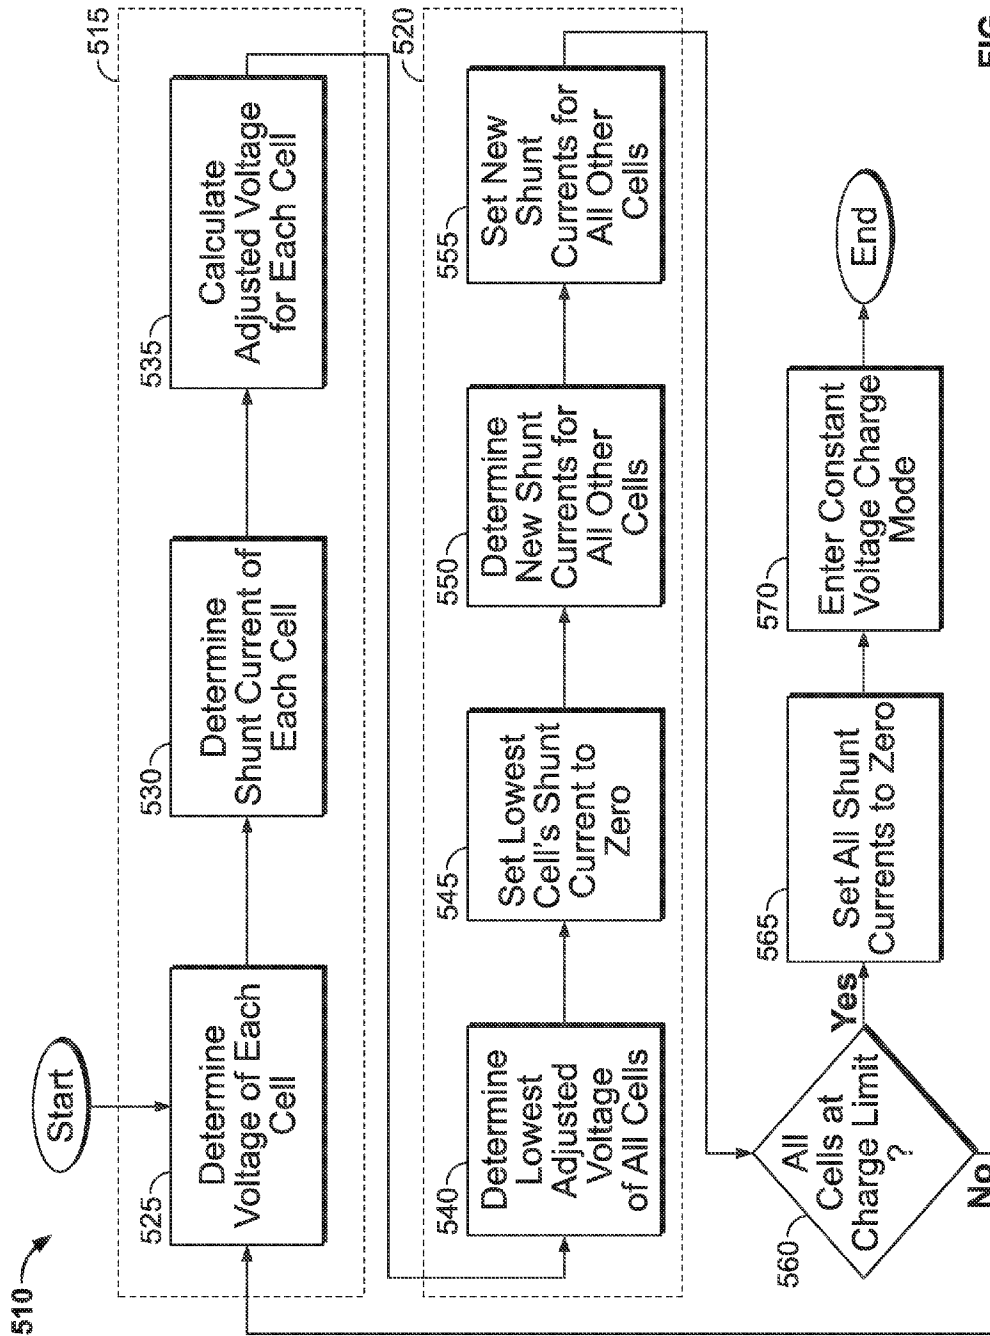 510
Start
515
525
Determine
Voltage of Each
Cell
530
Determine
Shunt Current of
Each Cell
535
Calculate
Adjusted Voltage
for Each Cell
520
540
Determine
Lowest
Adjusted
Voltage
of All Cells
545
Set Lowest
Cell's Shunt
Current to
Zero
550
Determine
New Shunt
Currents for
All Other
Cells
555
Set New
Shunt
Currents for
All Other
Cells
560
All
Cells at
Charge Limit
?
Yes
No
565
Set All Shunt
Currents to Zero
570
Enter Constant
Voltage Charge
Mode
End
FIG